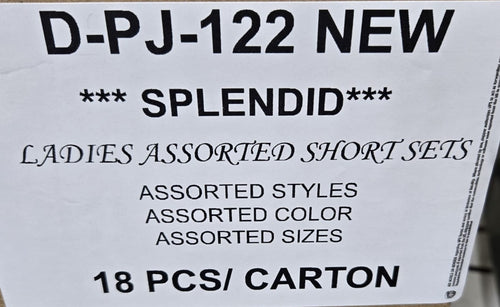 D-PJ-122 NEW
*** SPLENDID***
LADIES ASSORTED SHORT SETS
ASSORTED STYLES
ASSORTED COLOR
ASSORTED SIZES
18 PCS/ CARTON